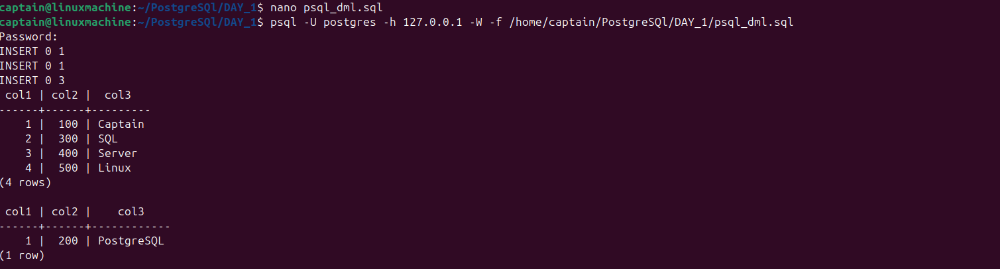 captain@linuxmachine:~/PostgreSQl/DAY_1$ nano psql_dml.sql
captain@linuxmachine:~/PostgreSQl/DAY_1$ psql -U postgres -h 127.0.0.1 -W -f /home/captain/PostgreSQl/DAY_1/psql_dml.sql
Password:
INSERT 0 1
INSERT 0 1
INSERT 0 3
 col1 | col2 |  col3
------+------+---------
    1 |  100 | Captain
    2 |  300 | SQL
    3 |  400 | Server
    4 |  500 | Linux
(4 rows)

 col1 | col2 |    col3
------+------+------------
    1 |  200 | PostgreSQL
(1 row)